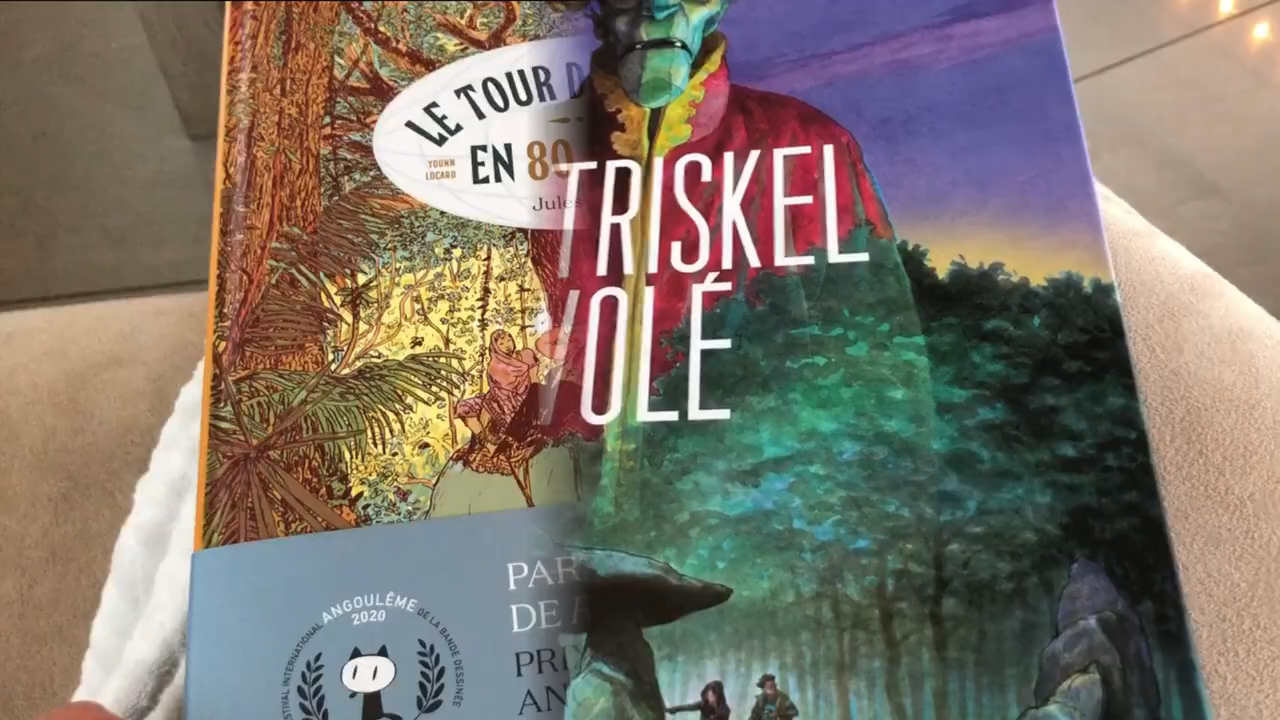 LE TOUR D
YOUNN
LOCARD
EN 80
Jules
TRISKEL
VOLÉ
PAR
DE
PRIX
AN
FESTIVAL INTERNATIONAL ANGOULÊME DE LA BANDE DESSINÉE
2020